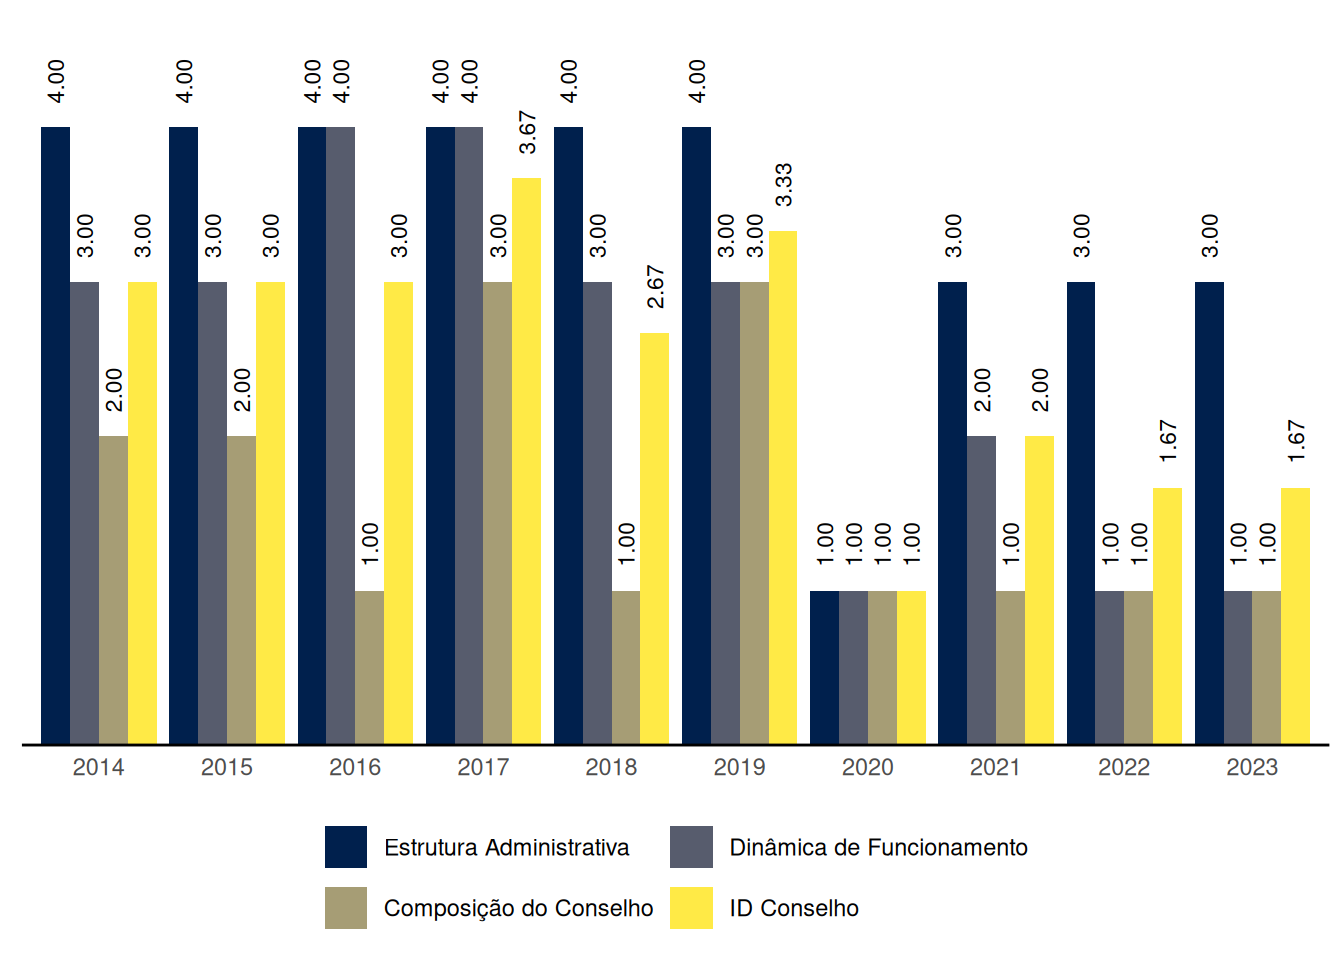 4.00 3.00 2.00 3.00
4.00 3.00 2.00 3.00
4.00 4.00 1.00 3.00
4.00 4.00 3.00 3.67
4.00 3.00 1.00 2.67
4.00 3.00 3.00 3.33
1.00 1.00 1.00 1.00
3.00 2.00 1.00 2.00
3.00 1.00 1.00 1.67
3.00 1.00 1.00 1.67
2014 2015 2016 2017 2018 2019 2020 2021 2022 2023
Estrutura Administrativa Dinâmica de Funcionamento
Composição do Conselho ID Conselho